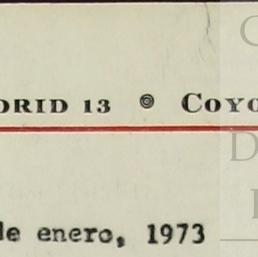 DRID 13 ◎ COYO
de enero, 1973